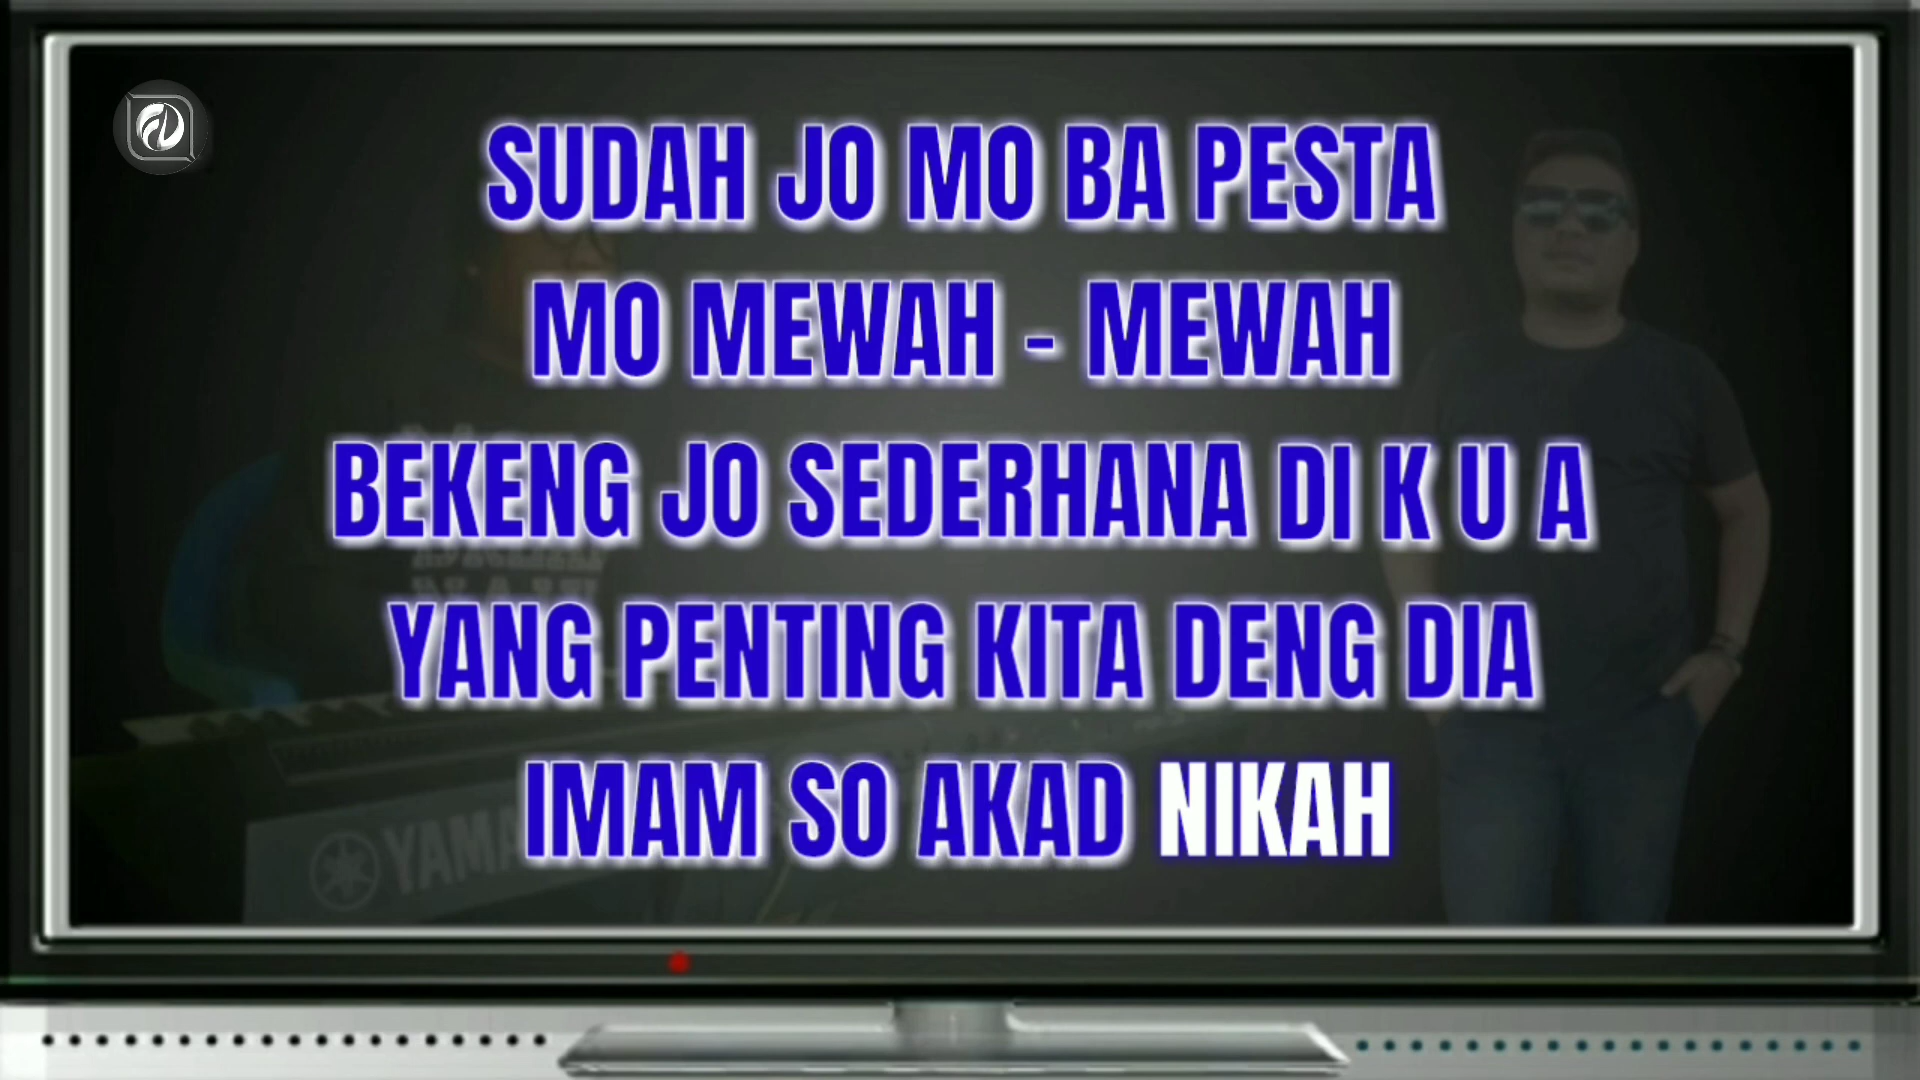 SUDAH JO MO BA PESTA
MO MEWAH - MEWAH
BEKENG JO SEDERHANA DI K U A
YANG PENTING KITA DENG DIA
IMAM SO AKAD NIKAH